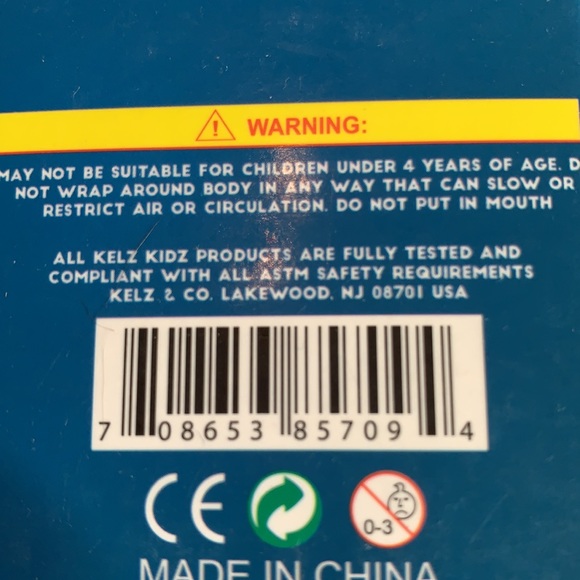 WARNING:
MAY NOT BE SUITABLE FOR CHILDREN UNDER 4 YEARS OF AGE. D
NOT WRAP AROUND BODY IN ANY WAY THAT CAN SLOW OR
RESTRICT AIR OR CIRCULATION. DO NOT PUT IN MOUTH
ALL KELZ KIDZ PRODUCTS ARE FULLY TESTED AND
COMPLIANT WITH ALL ASTM SAFETY REQUIREMENTS
KELZ & CO. LAKEWOOD, NJ 08701 USA
7 08653 85709 4
CE
0-3
MADE IN CHINA